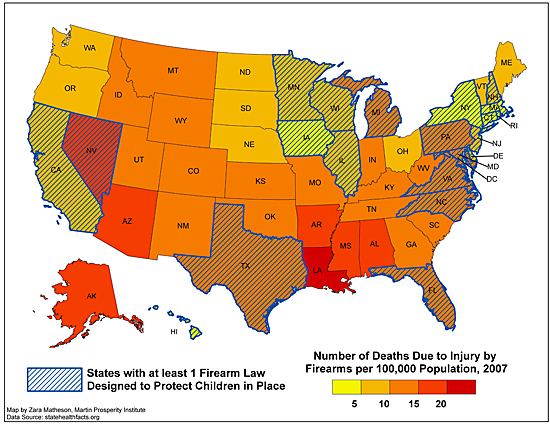 WA
OR
CA
NV
ID
MT
WY
UT
CO
AZ
NM
ND
SD
NE
KS
OK
TX
MN
IA
MO
AR
LA
WI
IL
MI
IN
OH
KY
TN
MS
AL
GA
FL
SC
NC
VA
WV
PA
NY
VT
NH
ME
MA
CT
RI
NJ
DE
MD
DC
AK
HI
States with at least 1 Firearm Law
Designed to Protect Children in Place
Number of Deaths Due to Injury by
Firearms per 100,000 Population, 2007
5 10 15 20
Map by Zara Matheson, Martin Prosperity Institute
Data Source: statehealthfacts.org